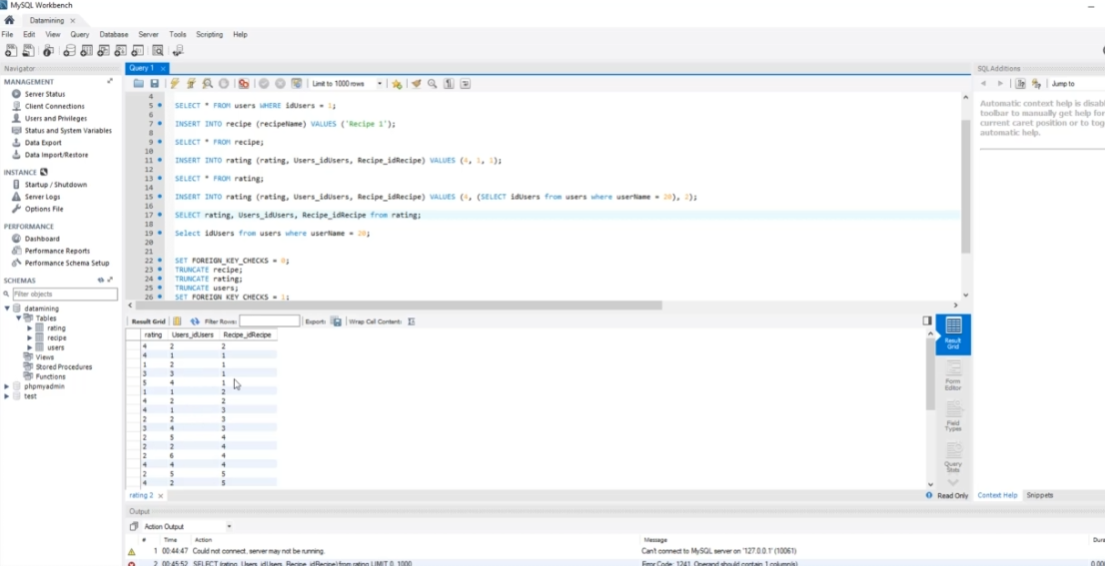 MySQL Workbench
Datamining
File Edit View Query Database Server Tools Scripting Help
Navigator
MANAGEMENT
Server Status
Client Connections
Users and Privileges
Status and System Variables
Data Export
Data Import/Restore
INSTANCE
Startup / Shutdown
Server Logs
Options File
PERFORMANCE
Dashboard
Performance Reports
Performance Schema Setup
SCHEMAS
Filter objects
datamining
Tables
rating
recipe
users
Views
Stored Procedures
Functions
phpmyadmin
test
Query 1
Limit to 1000 rows
4
5 SELECT * FROM users WHERE idUsers = 1;
6
7 INSERT INTO recipe (recipeName) VALUES ('Recipe 1');
8
9 SELECT * FROM recipe;
10
11 INSERT INTO rating (rating, Users_idUsers, Recipe_idRecipe) VALUES (4, 1, 1);
12
13 SELECT * FROM rating;
14
15 INSERT INTO rating (rating, Users_idUsers, Recipe_idRecipe) VALUES (4, (SELECT idUsers from users where userName = 20), 2);
16
17 SELECT rating, Users_idUsers, Recipe_idRecipe from rating;
18
19 Select idUsers from users where userName = 20;
20
21
22 SET FOREIGN_KEY_CHECKS = 0;
23 TRUNCATE recipe;
24 TRUNCATE rating;
25 TRUNCATE users;
26 SET FOREIGN_KEY_CHECKS = 1;
Result Grid Filter Rows: Export: Wrap Cell Content:
rating Users_idUsers Recipe_idRecipe
4 2 2
4 1 1
1 2 1
3 3 1
5 4 1
1 1 2
4 2 2
4 1 3
2 2 3
3 4 3
2 5 4
2 2 4
2 6 4
4 4 4
2 5 5
4 2 5
Result Grid
Form Editor
Field Types
Query Stats
rating 2
Read Only
SQLAdditions
Jump to
Automatic context help is disabl
toolbar to manually get help for
current caret position or to tog
automatic help.
Context Help Snippets
Output
Action Output
# Time Action Message Dura
1 00:44:47 Could not connect, server may not be running. Can't connect to MySQL server on '127.0.0.1' (10061)
2 00:45:52 SELECT (rating, Users_idUsers, Recipe_idRecipe) from rating LIMIT 0, 1000 Error Code: 1241. Operand should contain 1 column(s) 0.000